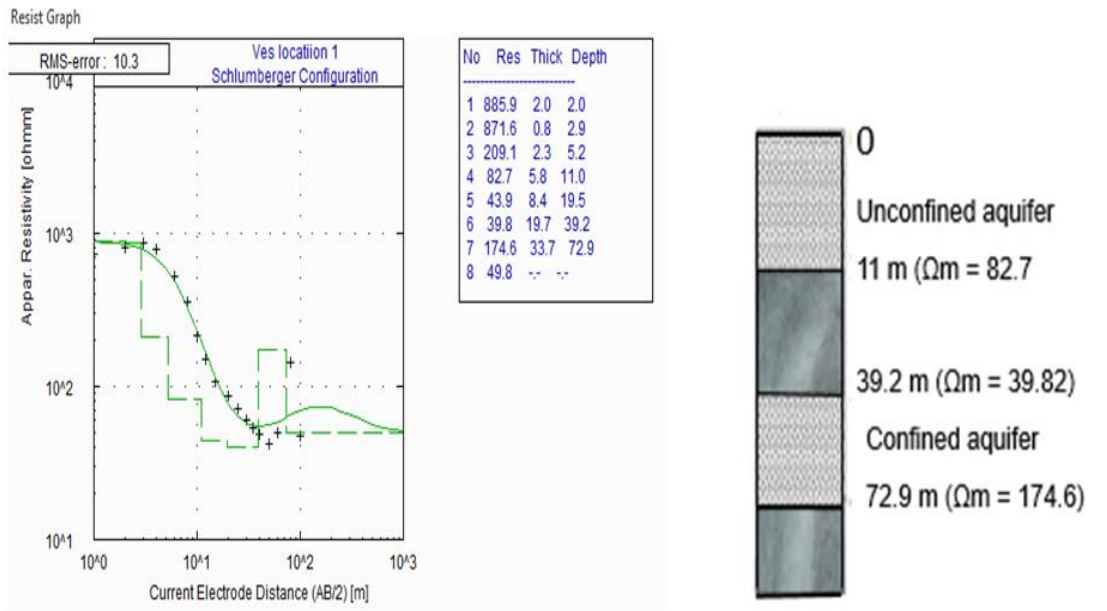 Resist Graph
RMS-error : 10.3
Ves locatiion 1
Schlumberger Configuration
Appar. Resistivity [ohmm]
10^4
10^3
10^2
10^1
10^0 10^1 10^2 10^3
Current Electrode Distance (AB/2) [m]
No Res Thick Depth
1 885.9 2.0 2.0
2 871.6 0.8 2.9
3 209.1 2.3 5.2
4 82.7 5.8 11.0
5 43.9 8.4 19.5
6 39.8 19.7 39.2
7 174.6 33.7 72.9
8 49.8 -.- -.-
0
Unconfined aquifer
11 m (Ωm = 82.7
39.2 m (Ωm = 39.82)
Confined aquifer
72.9 m (Ωm = 174.6)